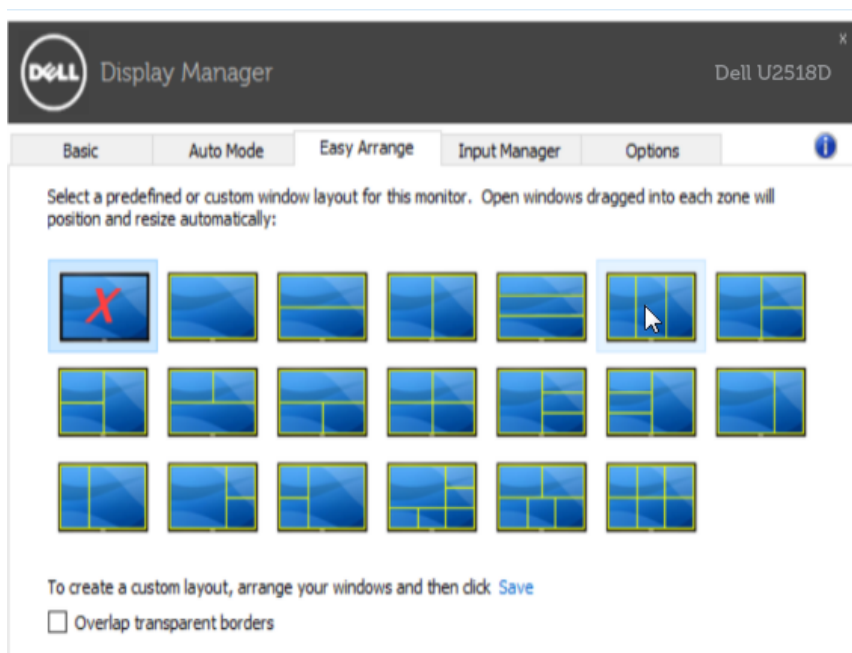 DELL
Display Manager
Dell U2518D
x
Basic
Auto Mode
Easy Arrange
Input Manager
Options
i
Select a predefined or custom window layout for this monitor. Open windows dragged into each zone will
position and resize automatically:
X
To create a custom layout, arrange your windows and then click Save
Overlap transparent borders